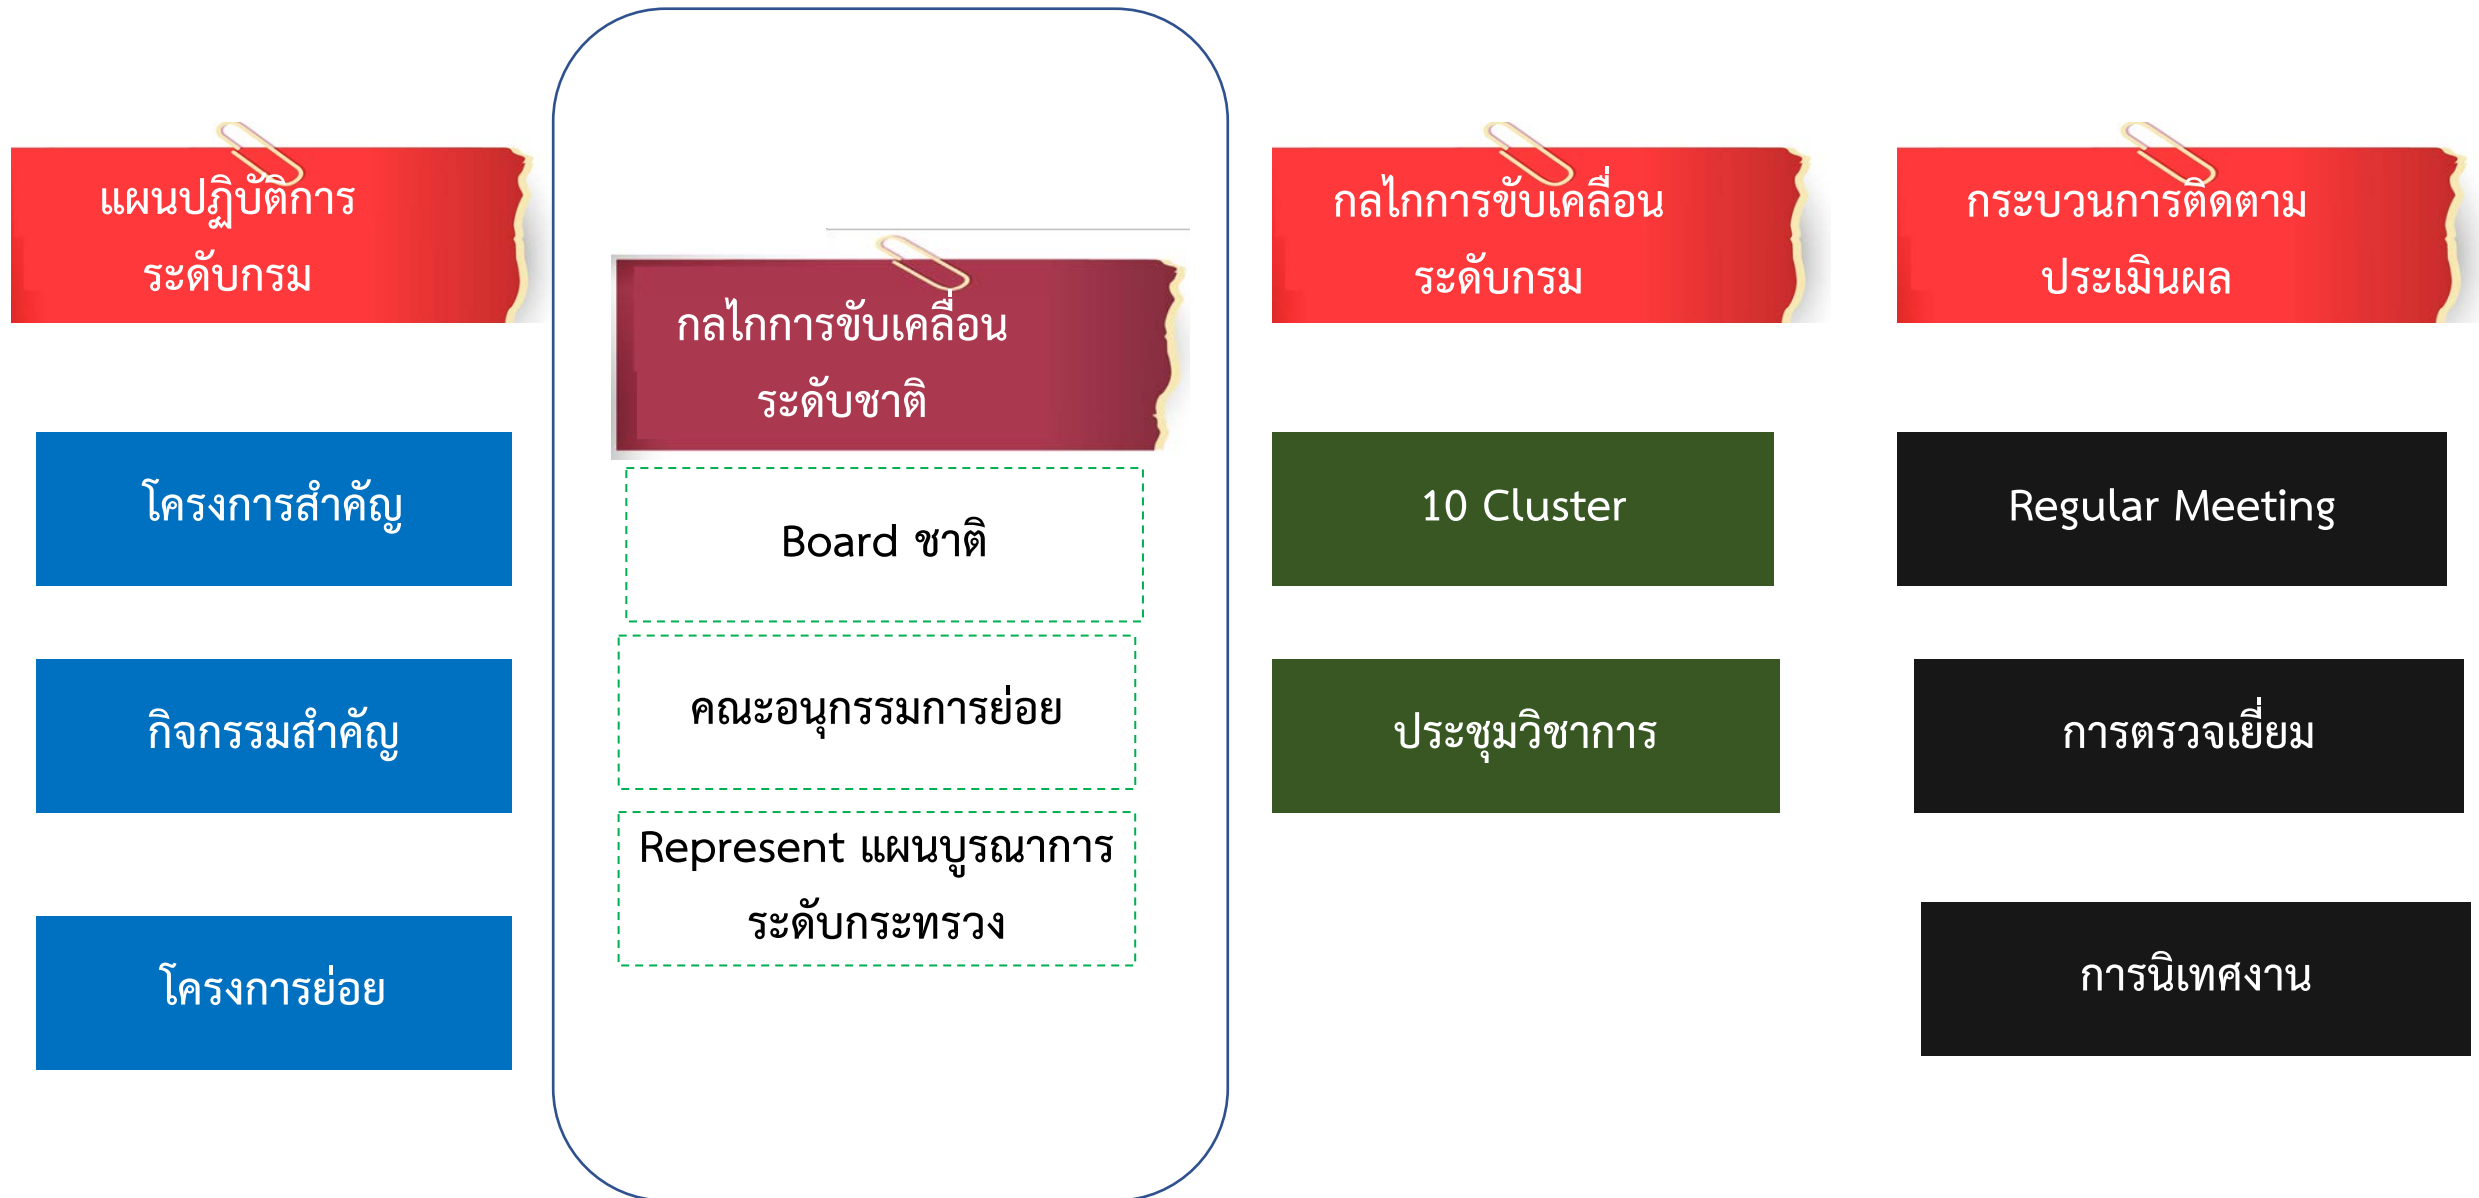 แผนปฏิบัติการ
ระดับกรม
โครงการสำคัญ
กิจกรรมสำคัญ
โครงการย่อย
กลไกการขับเคลื่อน
ระดับชาติ
Board ชาติ
คณะอนุกรรมการย่อย
Represent แผนบูรณาการ
ระดับกระทรวง
กลไกการขับเคลื่อน
ระดับกรม
10 Cluster
ประชุมวิชาการ
กระบวนการติดตาม
ประเมินผล
Regular Meeting
การตรวจเยี่ยม
การนิเทศงาน